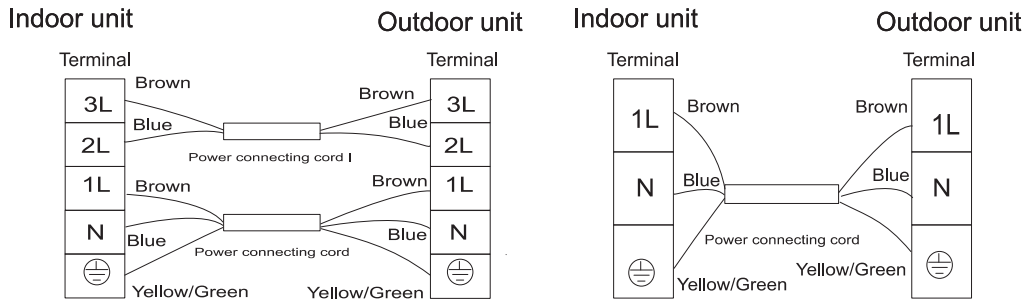 Indoor unit
Outdoor unit
Terminal
Terminal
Brown
Brown
3L
3L
Blue
Blue
2L
2L
Power connecting cord I
1L
Brown
Brown
1L
N
Blue
Blue
N
Power connecting cord
Yellow/Green
Yellow/Green
Indoor unit
Outdoor unit
Terminal
Terminal
1L
Brown
Brown
1L
N
Blue
Blue
N
Power connecting cord
Yellow/Green
Yellow/Green